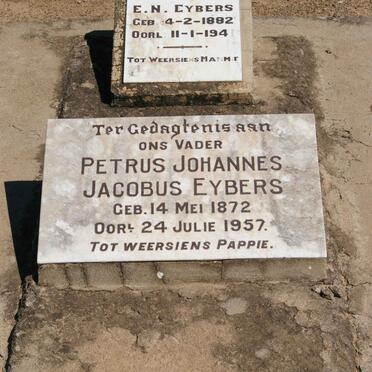 E.N. EYBERS
GEB 4-2-1882
OORL 11-1-194
TOT WEERSIENS MAMMIE
Ter Gedagtenis aan
ONS VADER
PETRUS JOHANNES
JACOBUS EYBERS
GEB. 14 MEI 1872
OORL 24 JULIE 1957.
TOT WEERSIENS PAPPIE.